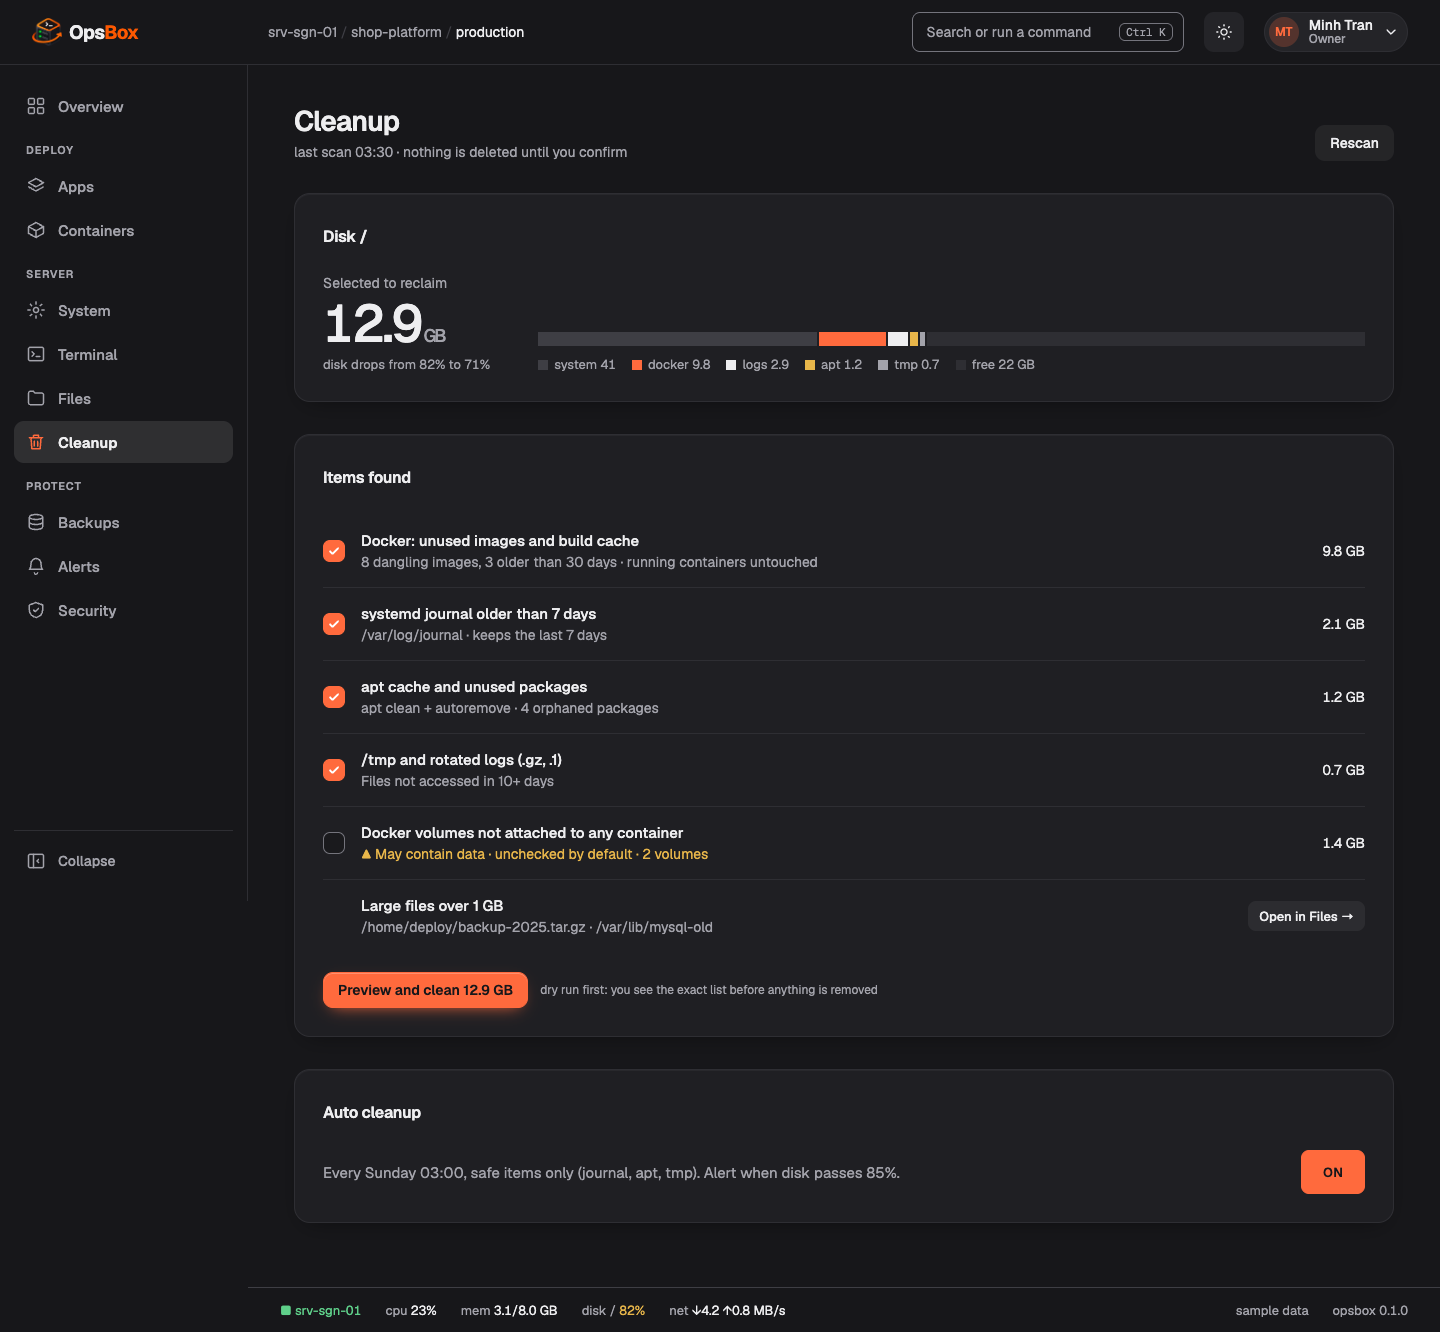 OpsBox
srv-sgn-01 / shop-platform / production
Search or run a command
Ctrl K
MT
Minh Tran
Owner
Overview
DEPLOY
Apps
Containers
SERVER
System
Terminal
Files
Cleanup
PROTECT
Backups
Alerts
Security
Collapse
Cleanup
last scan 03:30 · nothing is deleted until you confirm
Rescan
Disk /
Selected to reclaim
12.9 GB
disk drops from 82% to 71%
system 41
docker 9.8
logs 2.9
apt 1.2
tmp 0.7
free 22 GB
Items found
Docker: unused images and build cache
8 dangling images, 3 older than 30 days · running containers untouched
9.8 GB
systemd journal older than 7 days
/var/log/journal · keeps the last 7 days
2.1 GB
apt cache and unused packages
apt clean + autoremove · 4 orphaned packages
1.2 GB
/tmp and rotated logs (.gz, .1)
Files not accessed in 10+ days
0.7 GB
Docker volumes not attached to any container
▲ May contain data · unchecked by default · 2 volumes
1.4 GB
Large files over 1 GB
/home/deploy/backup-2025.tar.gz · /var/lib/mysql-old
Open in Files →
Preview and clean 12.9 GB
dry run first: you see the exact list before anything is removed
Auto cleanup
Every Sunday 03:00, safe items only (journal, apt, tmp). Alert when disk passes 85%.
ON
srv-sgn-01
cpu 23%
mem 3.1/8.0 GB
disk / 82%
net ↓4.2 ↑0.8 MB/s
sample data
opsbox 0.1.0